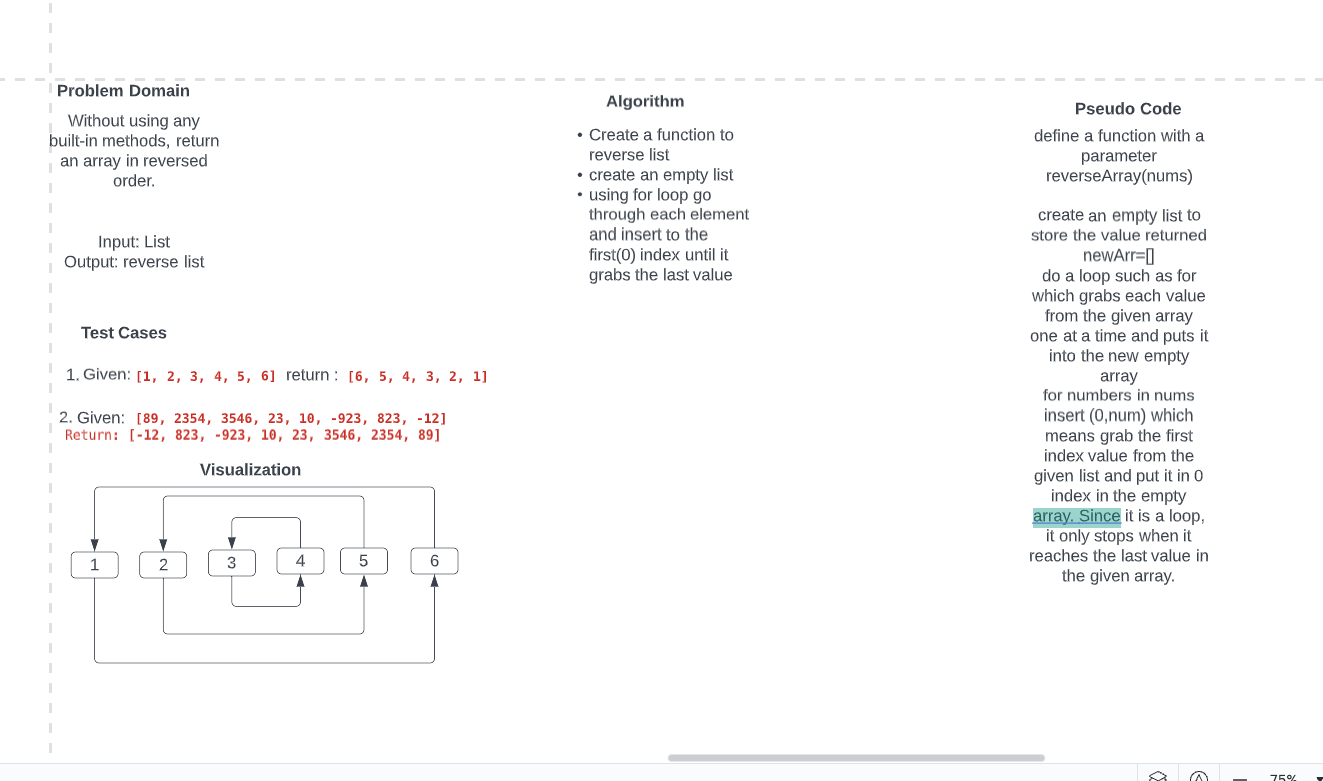 Problem Domain
Without using any
built-in methods, return
an array in reversed
order.
Input: List
Output: reverse list
Test Cases
1. Given: [1, 2, 3, 4, 5, 6] return : [6, 5, 4, 3, 2, 1]
2. Given: [89, 2354, 3546, 23, 10, -923, 823, -12]
Return: [-12, 823, -923, 10, 23, 3546, 2354, 89]
Visualization
1 2 3 4 5 6
Algorithm
• Create a function to
reverse list
• create an empty list
• using for loop go
through each element
and insert to the
first(0) index until it
grabs the last value
Pseudo Code
define a function with a
parameter
reverseArray(nums)
create an empty list to
store the value returned
newArr=[]
do a loop such as for
which grabs each value
from the given array
one at a time and puts it
into the new empty
array
for numbers in nums
insert (0,num) which
means grab the first
index value from the
given list and put it in 0
index in the empty
array. Since it is a loop,
it only stops when it
reaches the last value in
the given array.
75%